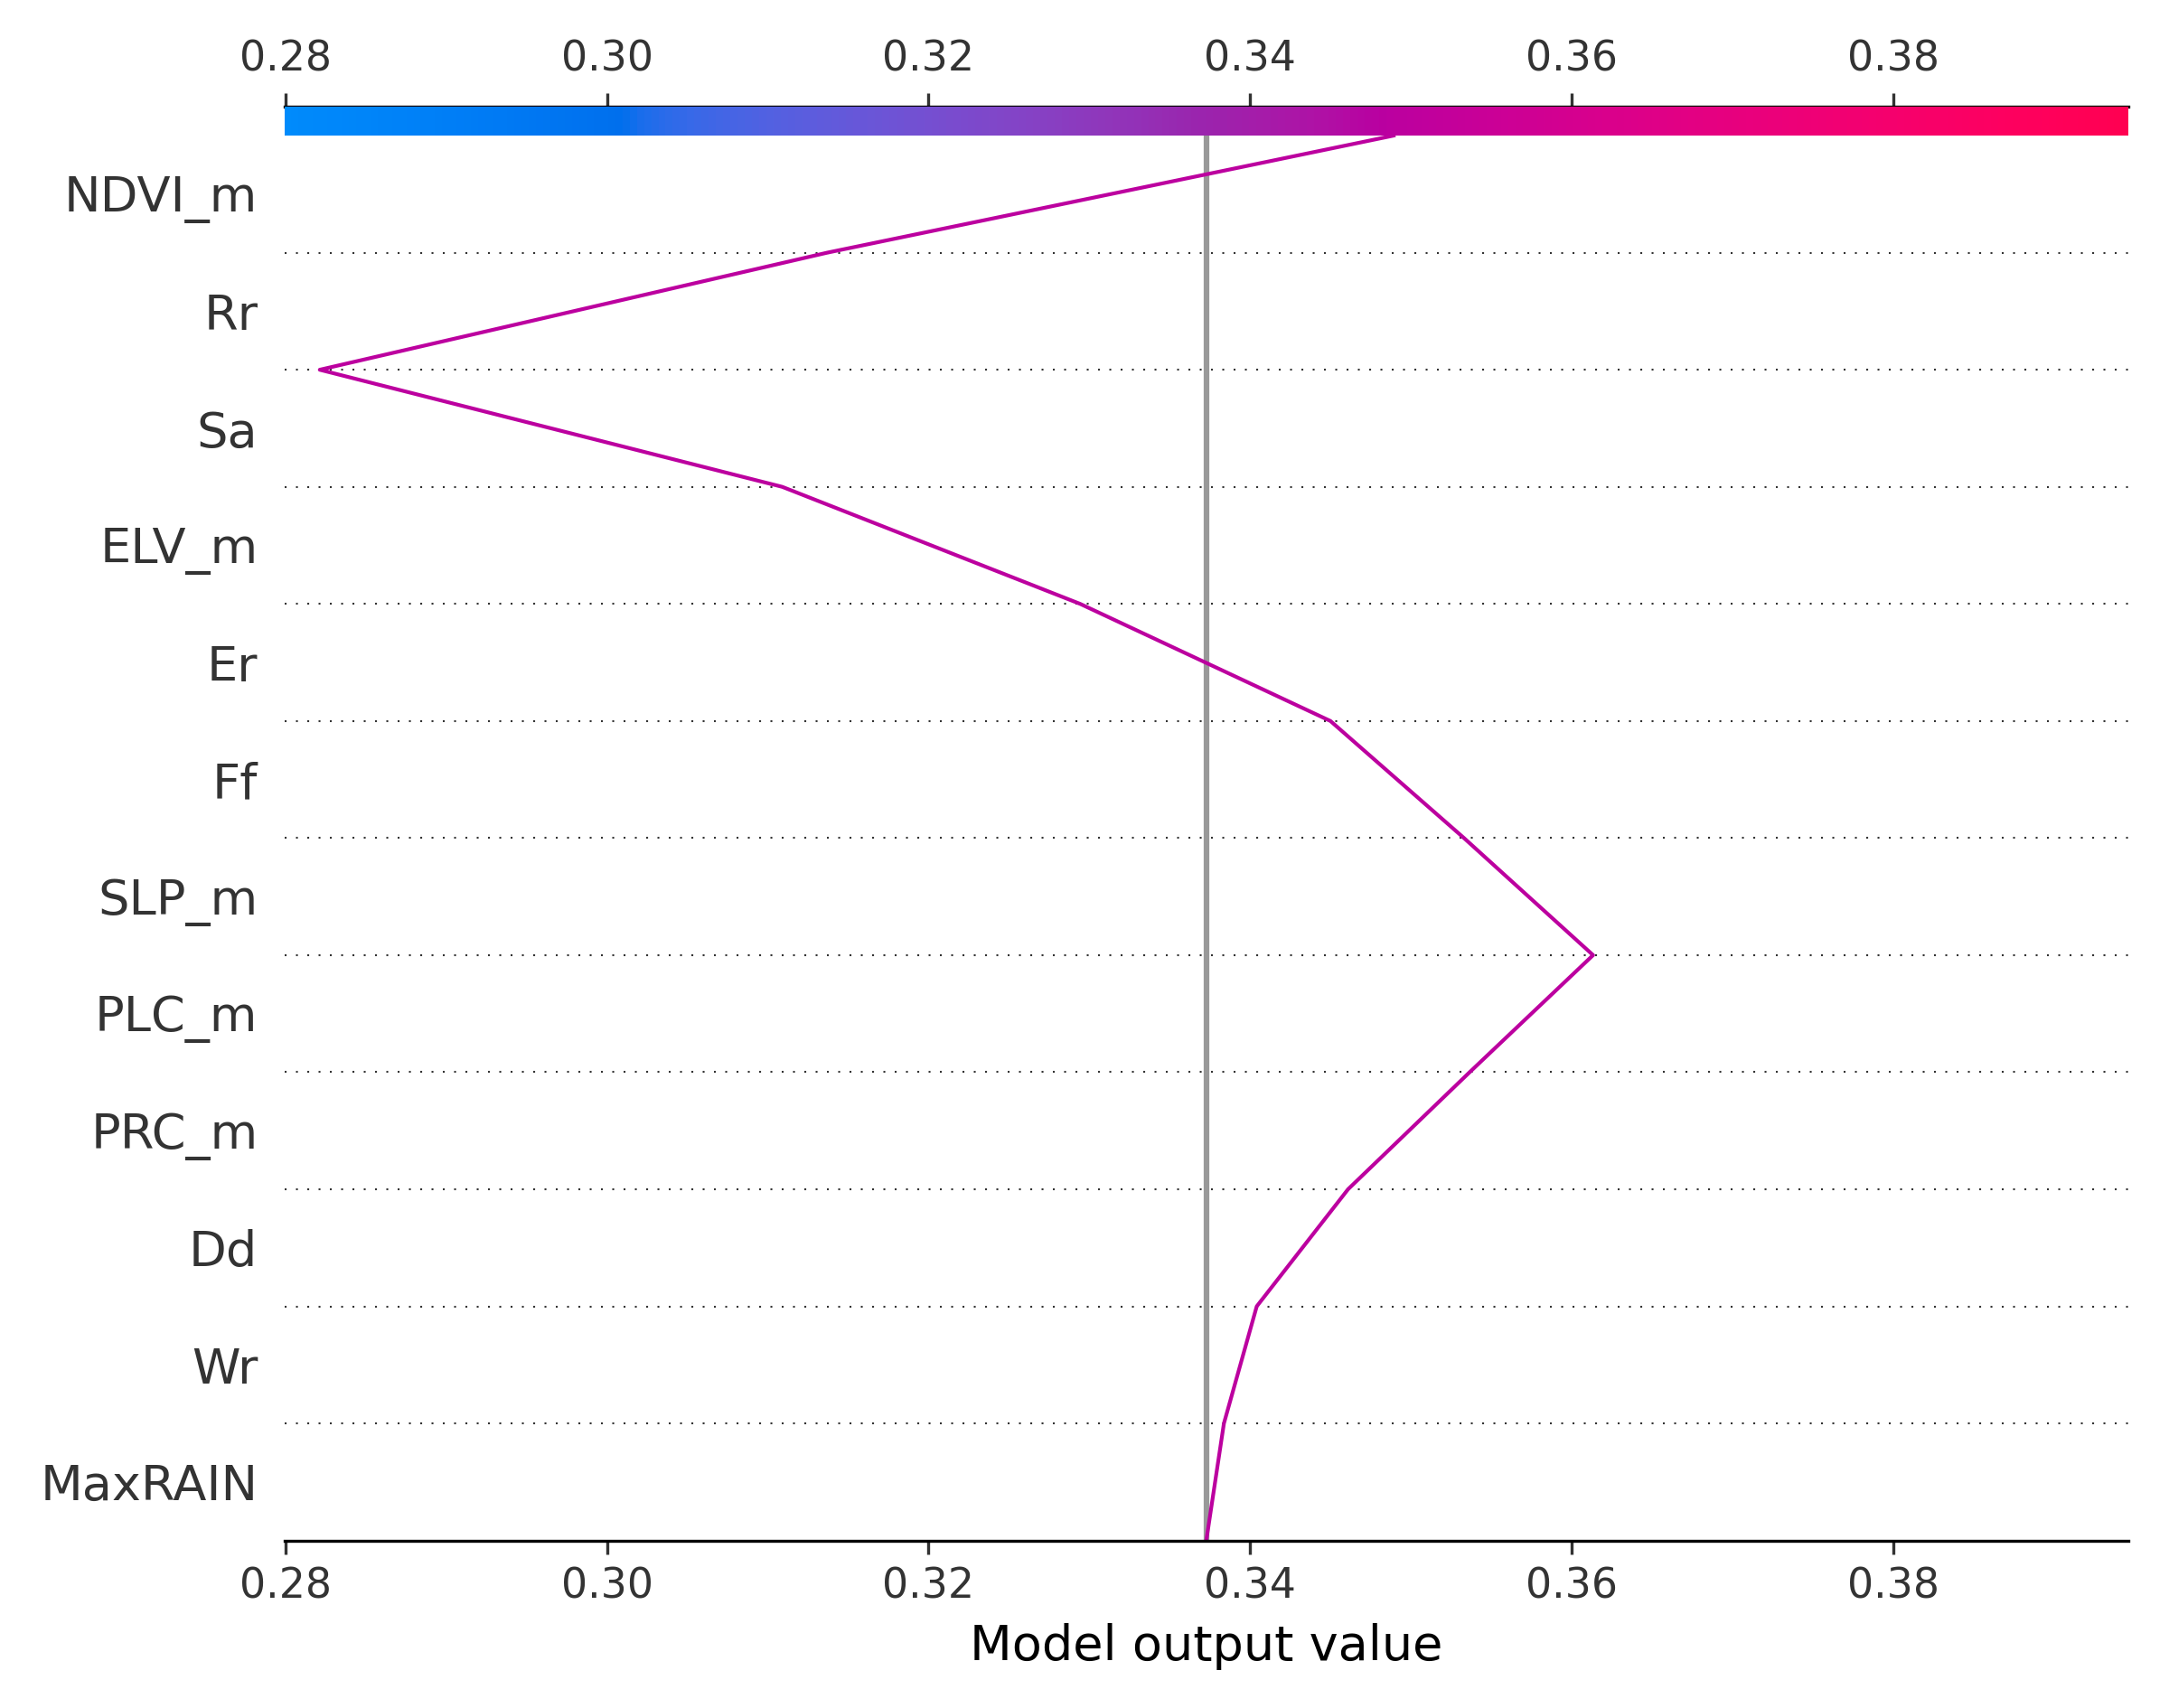 0.28 0.30 0.32 0.34 0.36 0.38
NDVI_m
Rr
Sa
ELV_m
Er
Ff
SLP_m
PLC_m
PRC_m
Dd
Wr
MaxRAIN
0.28 0.30 0.32 0.34 0.36 0.38
Model output value